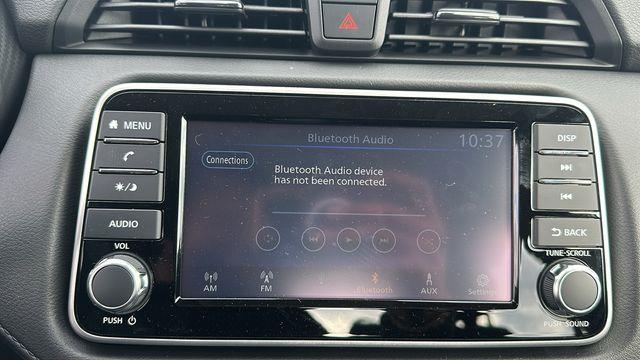 MENU
AUDIO
VOL
PUSH
Bluetooth Audio
10:37
Connections
Bluetooth Audio device
has not been connected.
AM
FM
Bluetooth
AUX
Settings
DISP
BACK
TUNE-SCROLL
PUSH-SOUND